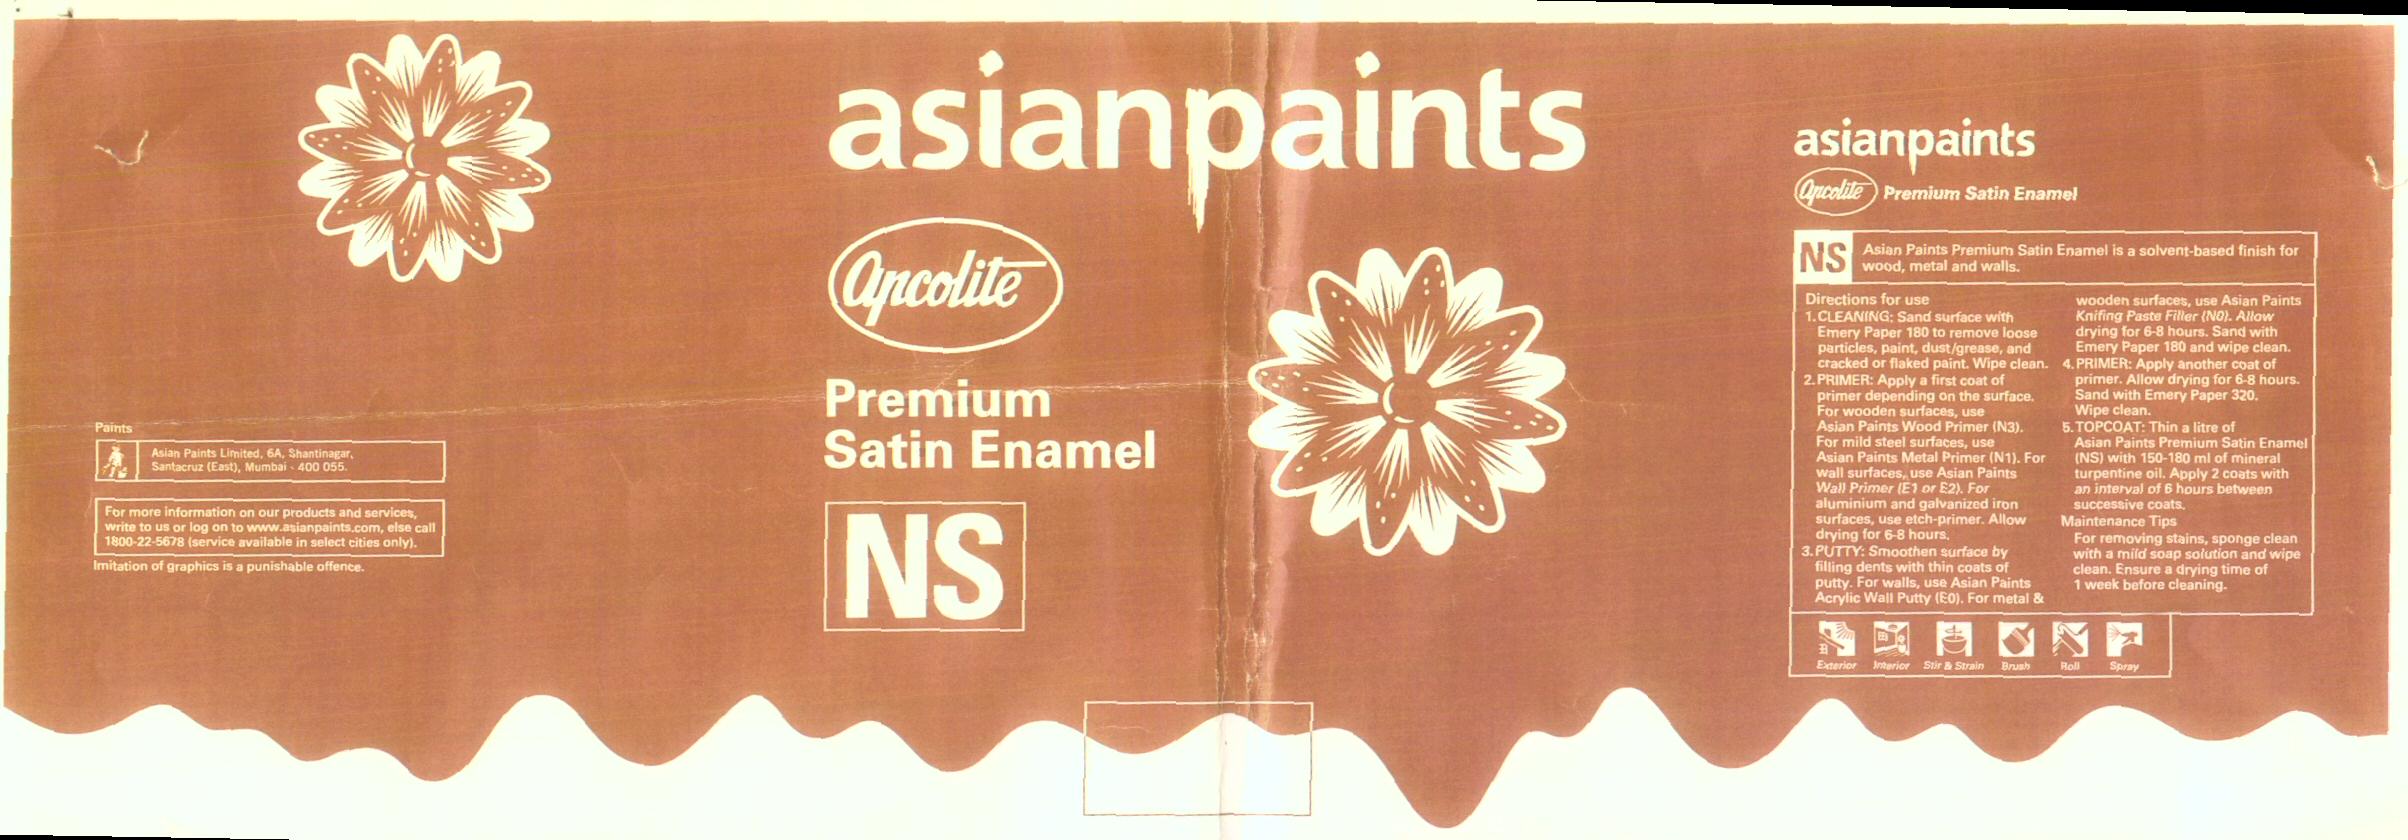 Paints
Asian Paints Limited, 6A, Shantinagar,
Santacruz (East), Mumbai - 400 055.
For more information on our products and services,
write to us or log on to www.asianpaints.com, else call
1800-22-5678 (service available in select cities only).
Imitation of graphics is a punishable offence.
asianpaints
apcolite
Premium
Satin Enamel
NS
asianpaints
apcolite Premium Satin Enamel
NS
Asian Paints Premium Satin Enamel is a solvent-based finish for
wood, metal and walls.
Directions for use
1. CLEANING: Sand surface with
Emery Paper 180 to remove loose
particles, paint, dust/grease, and
cracked or flaked paint. Wipe clean.
2. PRIMER: Apply a first coat of
primer depending on the surface.
For wooden surfaces, use
Asian Paints Wood Primer (N3).
For mild steel surfaces, use
Asian Paints Metal Primer (N1). For
wall surfaces, use Asian Paints
Wall Primer (E1 or E2). For
aluminium and galvanized iron
surfaces, use etch-primer. Allow
drying for 6-8 hours.
3. PUTTY: Smoothen surface by
filling dents with thin coats of
putty. For walls, use Asian Paints
Acrylic Wall Putty (E0). For metal &
wooden surfaces, use Asian Paints
Knifing Paste Filler (N0). Allow
drying for 6-8 hours. Sand with
Emery Paper 180 and wipe clean.
4. PRIMER: Apply another coat of
primer. Allow drying for 6-8 hours.
Sand with Emery Paper 320.
Wipe clean.
5. TOPCOAT: Thin a litre of
Asian Paints Premium Satin Enamel
(NS) with 150-180 ml of mineral
turpentine oil. Apply 2 coats with
an interval of 6 hours between
successive coats.
Maintenance Tips
For removing stains, sponge clean
with a mild soap solution and wipe
clean. Ensure a drying time of
1 week before cleaning.
Exterior Interior Stir & Strain Brush Roll Spray